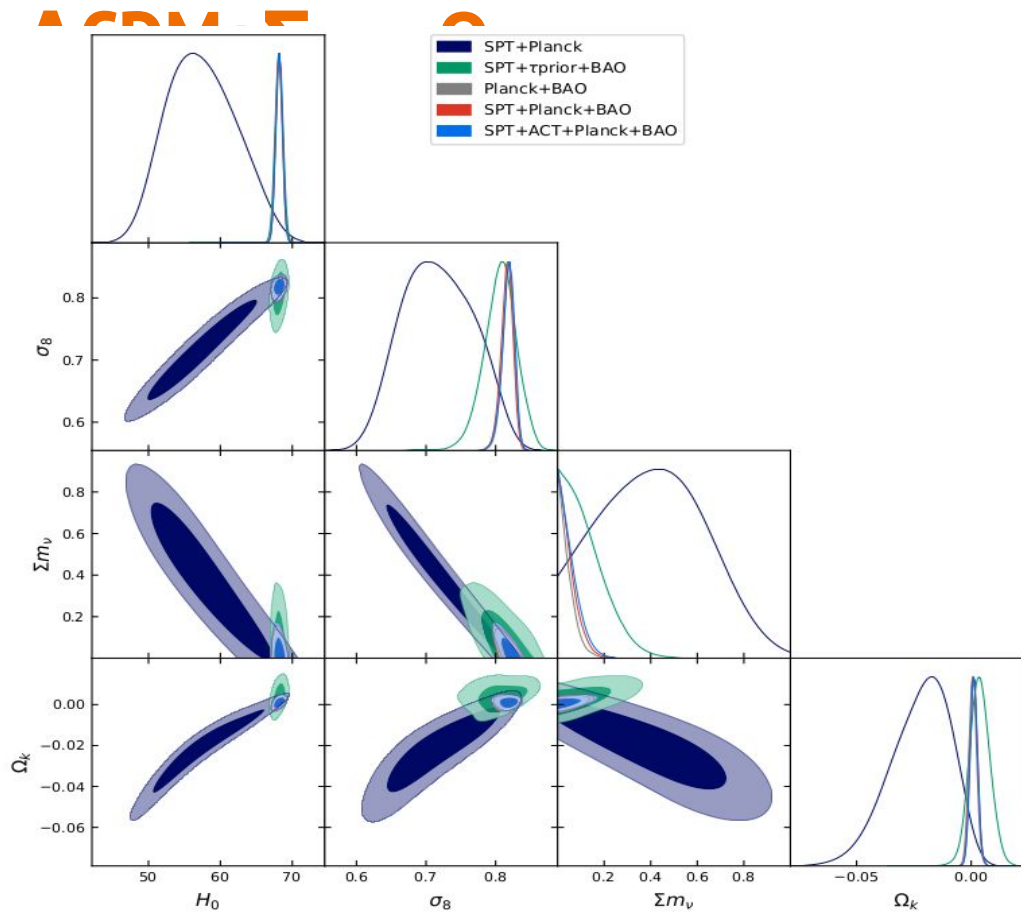 SPT+Planck
SPT+τprior+BAO
Planck+BAO
SPT+Planck+BAO
SPT+ACT+Planck+BAO
σ₈
0.8
0.7
0.6
Σmᵥ
0.8
0.6
0.4
0.2
Ωₖ
0.00
−0.02
−0.04
−0.06
50 60 70 0.6 0.7 0.8 0.2 0.4 0.6 0.8 −0.05 0.00
H₀ σ₈ Σmᵥ Ωₖ